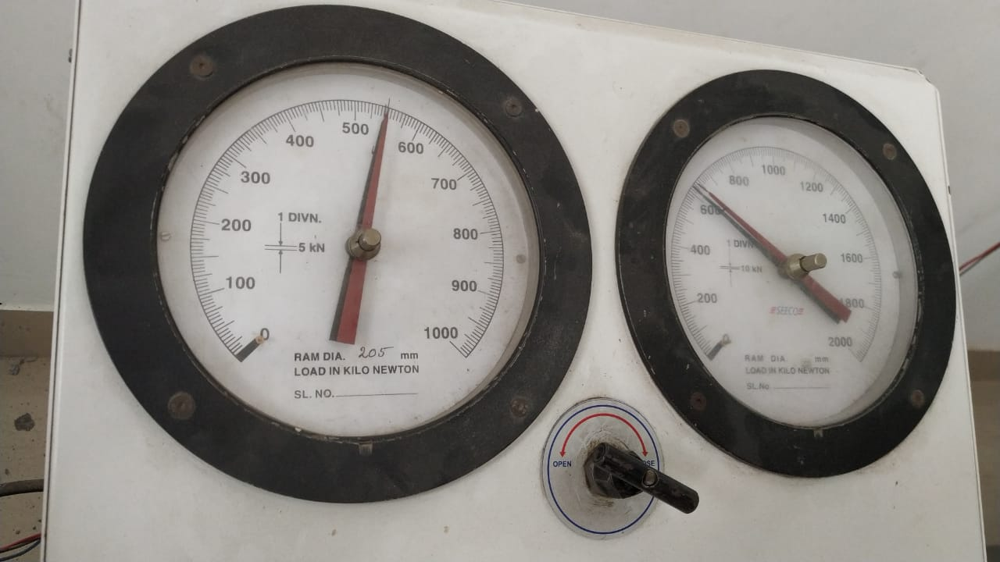 0
100
200
300
400
500
600
700
800
900
1000
1 DIVN.
5 kN
RAM DIA. 205 mm
LOAD IN KILO NEWTON
SL. NO.
200
400
600
800
1000
1200
1400
1600
1800
2000
1 DIVN
10 kN
SEECO
RAM DIA. mm
LOAD IN KILO NEWTON
SL.No
OPEN
OSE